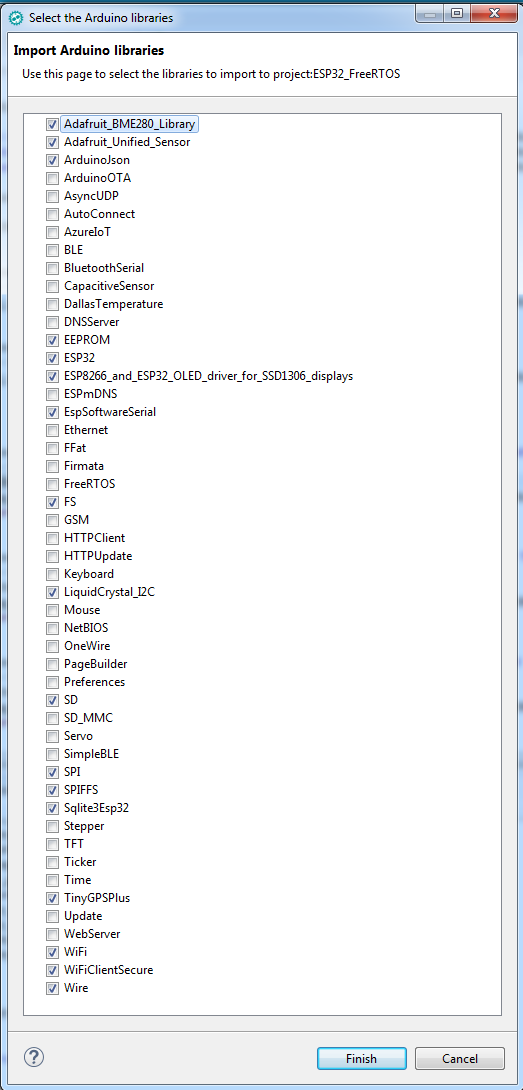 Select the Arduino libraries
Import Arduino libraries
Use this page to select the libraries to import to project:ESP32_FreeRTOS
Adafruit_BME280_Library
Adafruit_Unified_Sensor
ArduinoJson
ArduinoOTA
AsyncUDP
AutoConnect
AzureIoT
BLE
BluetoothSerial
CapacitiveSensor
DallasTemperature
DNSServer
EEPROM
ESP32
ESP8266_and_ESP32_OLED_driver_for_SSD1306_displays
ESPmDNS
EspSoftwareSerial
Ethernet
FFat
Firmata
FreeRTOS
FS
GSM
HTTPClient
HTTPUpdate
Keyboard
LiquidCrystal_I2C
Mouse
NetBIOS
OneWire
PageBuilder
Preferences
SD
SD_MMC
Servo
SimpleBLE
SPI
SPIFFS
Sqlite3Esp32
Stepper
TFT
Ticker
Time
TinyGPSPlus
Update
WebServer
WiFi
WiFiClientSecure
Wire
? Finish Cancel